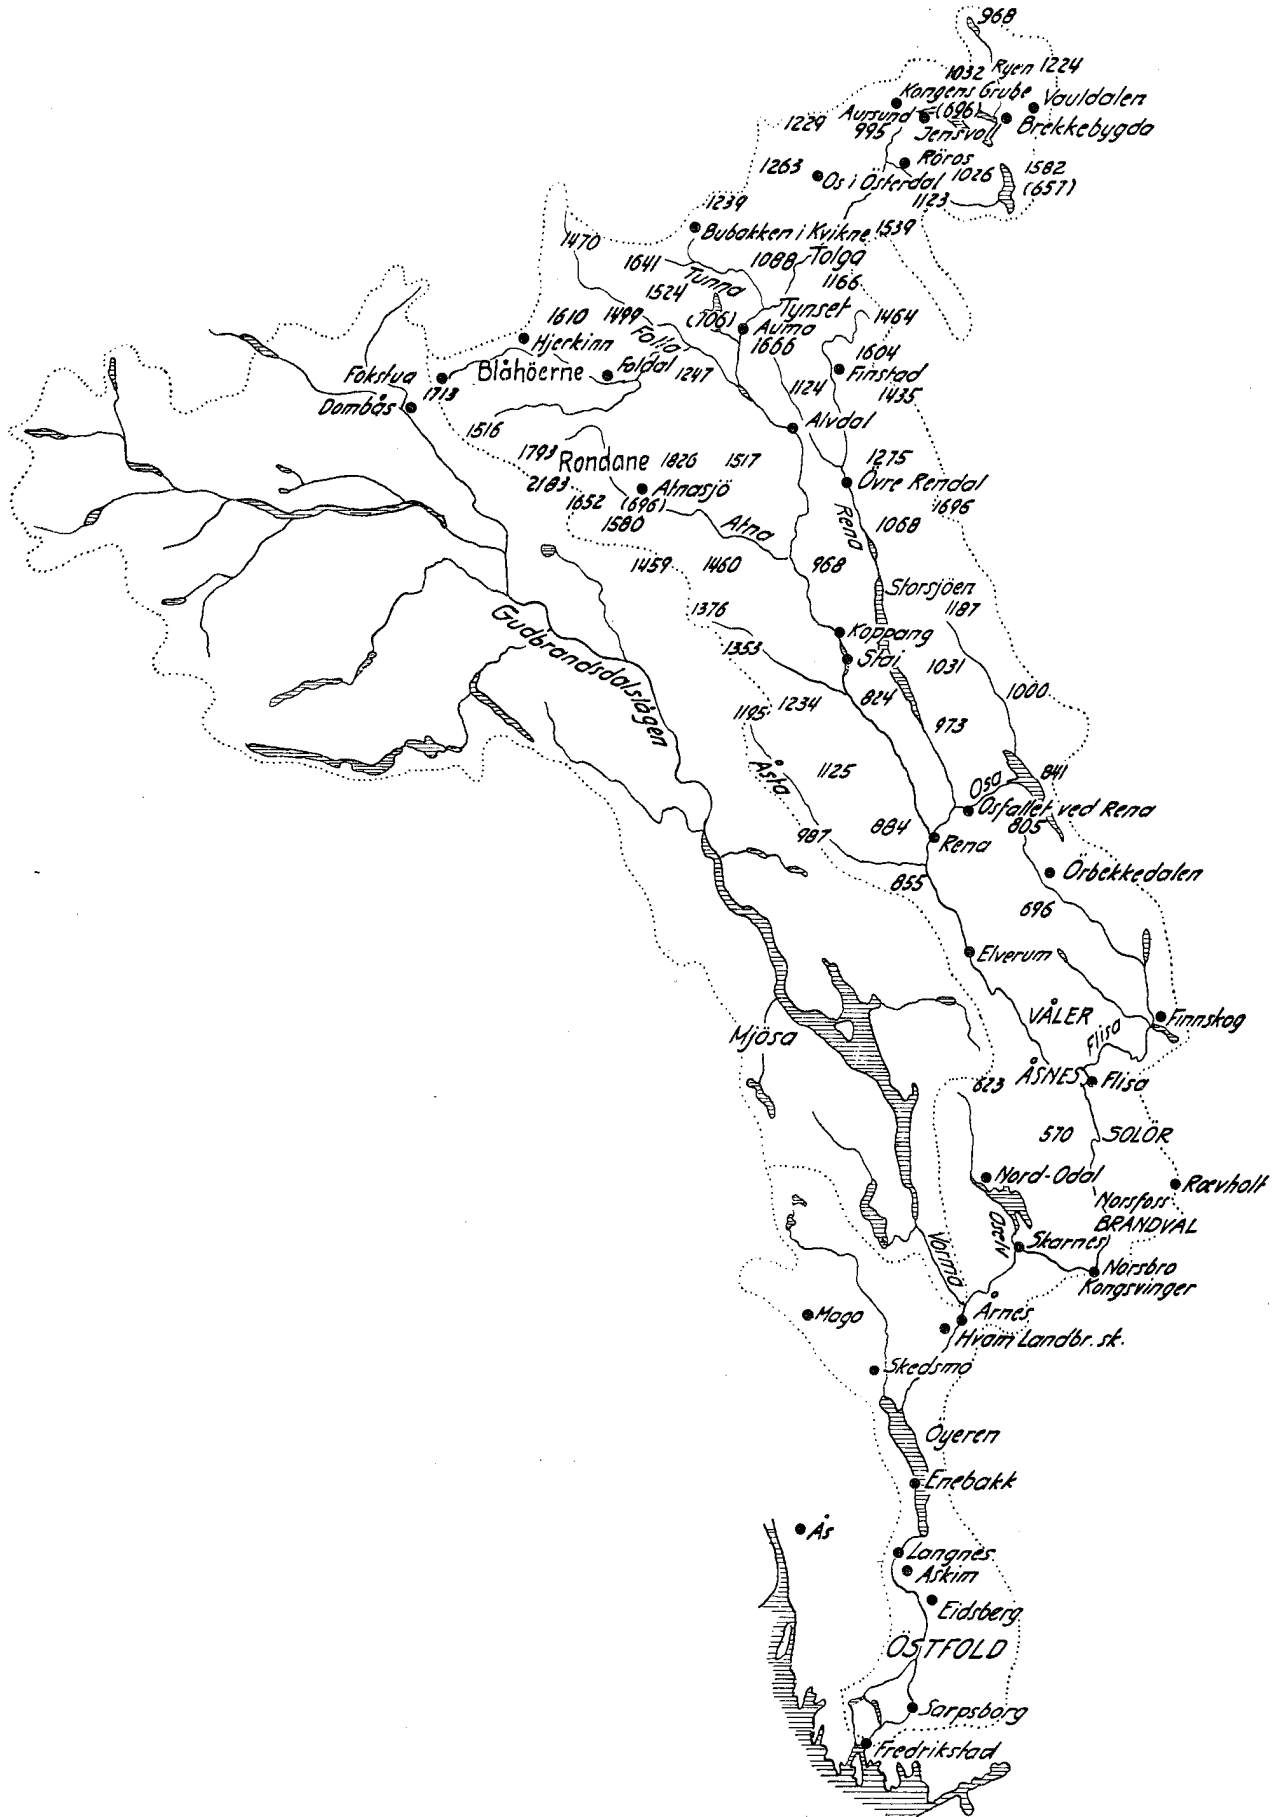 968
1032 Ryen 1224
Kongens Grube
Vauldalen
Aursund (696)
1229
995 Jensvoll Brekkebygda
Röros
1263
Os i Österdal 1026 1582
(657)
1123
1239
Bubakken i Kvikne 1539
1470
1641 Tunna 1088 Tolga
1166
1524
(706) Tynset
1464
1610 1499 Folla
Auma
Hjerkinn
1666
1604
Blåhöerne Foldal 1247
Finstad
Fokstua
1713
1124
1435
Dombås
Alvdal
1516
1793
Rondane 1826 1517
1275
2183
Atnasjö
Övre Rendal
1652 (696)
1696
1580
Atna
Rena
1068
1459 1460
968
Storsjöen
1187
1376
Gudbrandsdalslågen
Koppang
1353
Stai
1031
1234
824
1000
1195
973
Åsta
1125
Osa
841
Osfallet ved Rena
987
884
805
Rena
855
Örbekkedalen
696
Elverum
VÅLER
Finnskog
Mjösa
Flisa
623
ÅSNES Flisa
570 SOLÖR
Nord-Odal
Rævholt
Norsfoss
BRANDVAL
Oselv
Skarnes
Vorma
Norsbro
Kongsvinger
Årnes
Mago
Hvam Landbr. sk.
Skedsmo
Öyeren
Enebakk
Ås
Langnes
Askim
Eidsberg
ÖSTFOLD
Sarpsborg
Fredrikstad